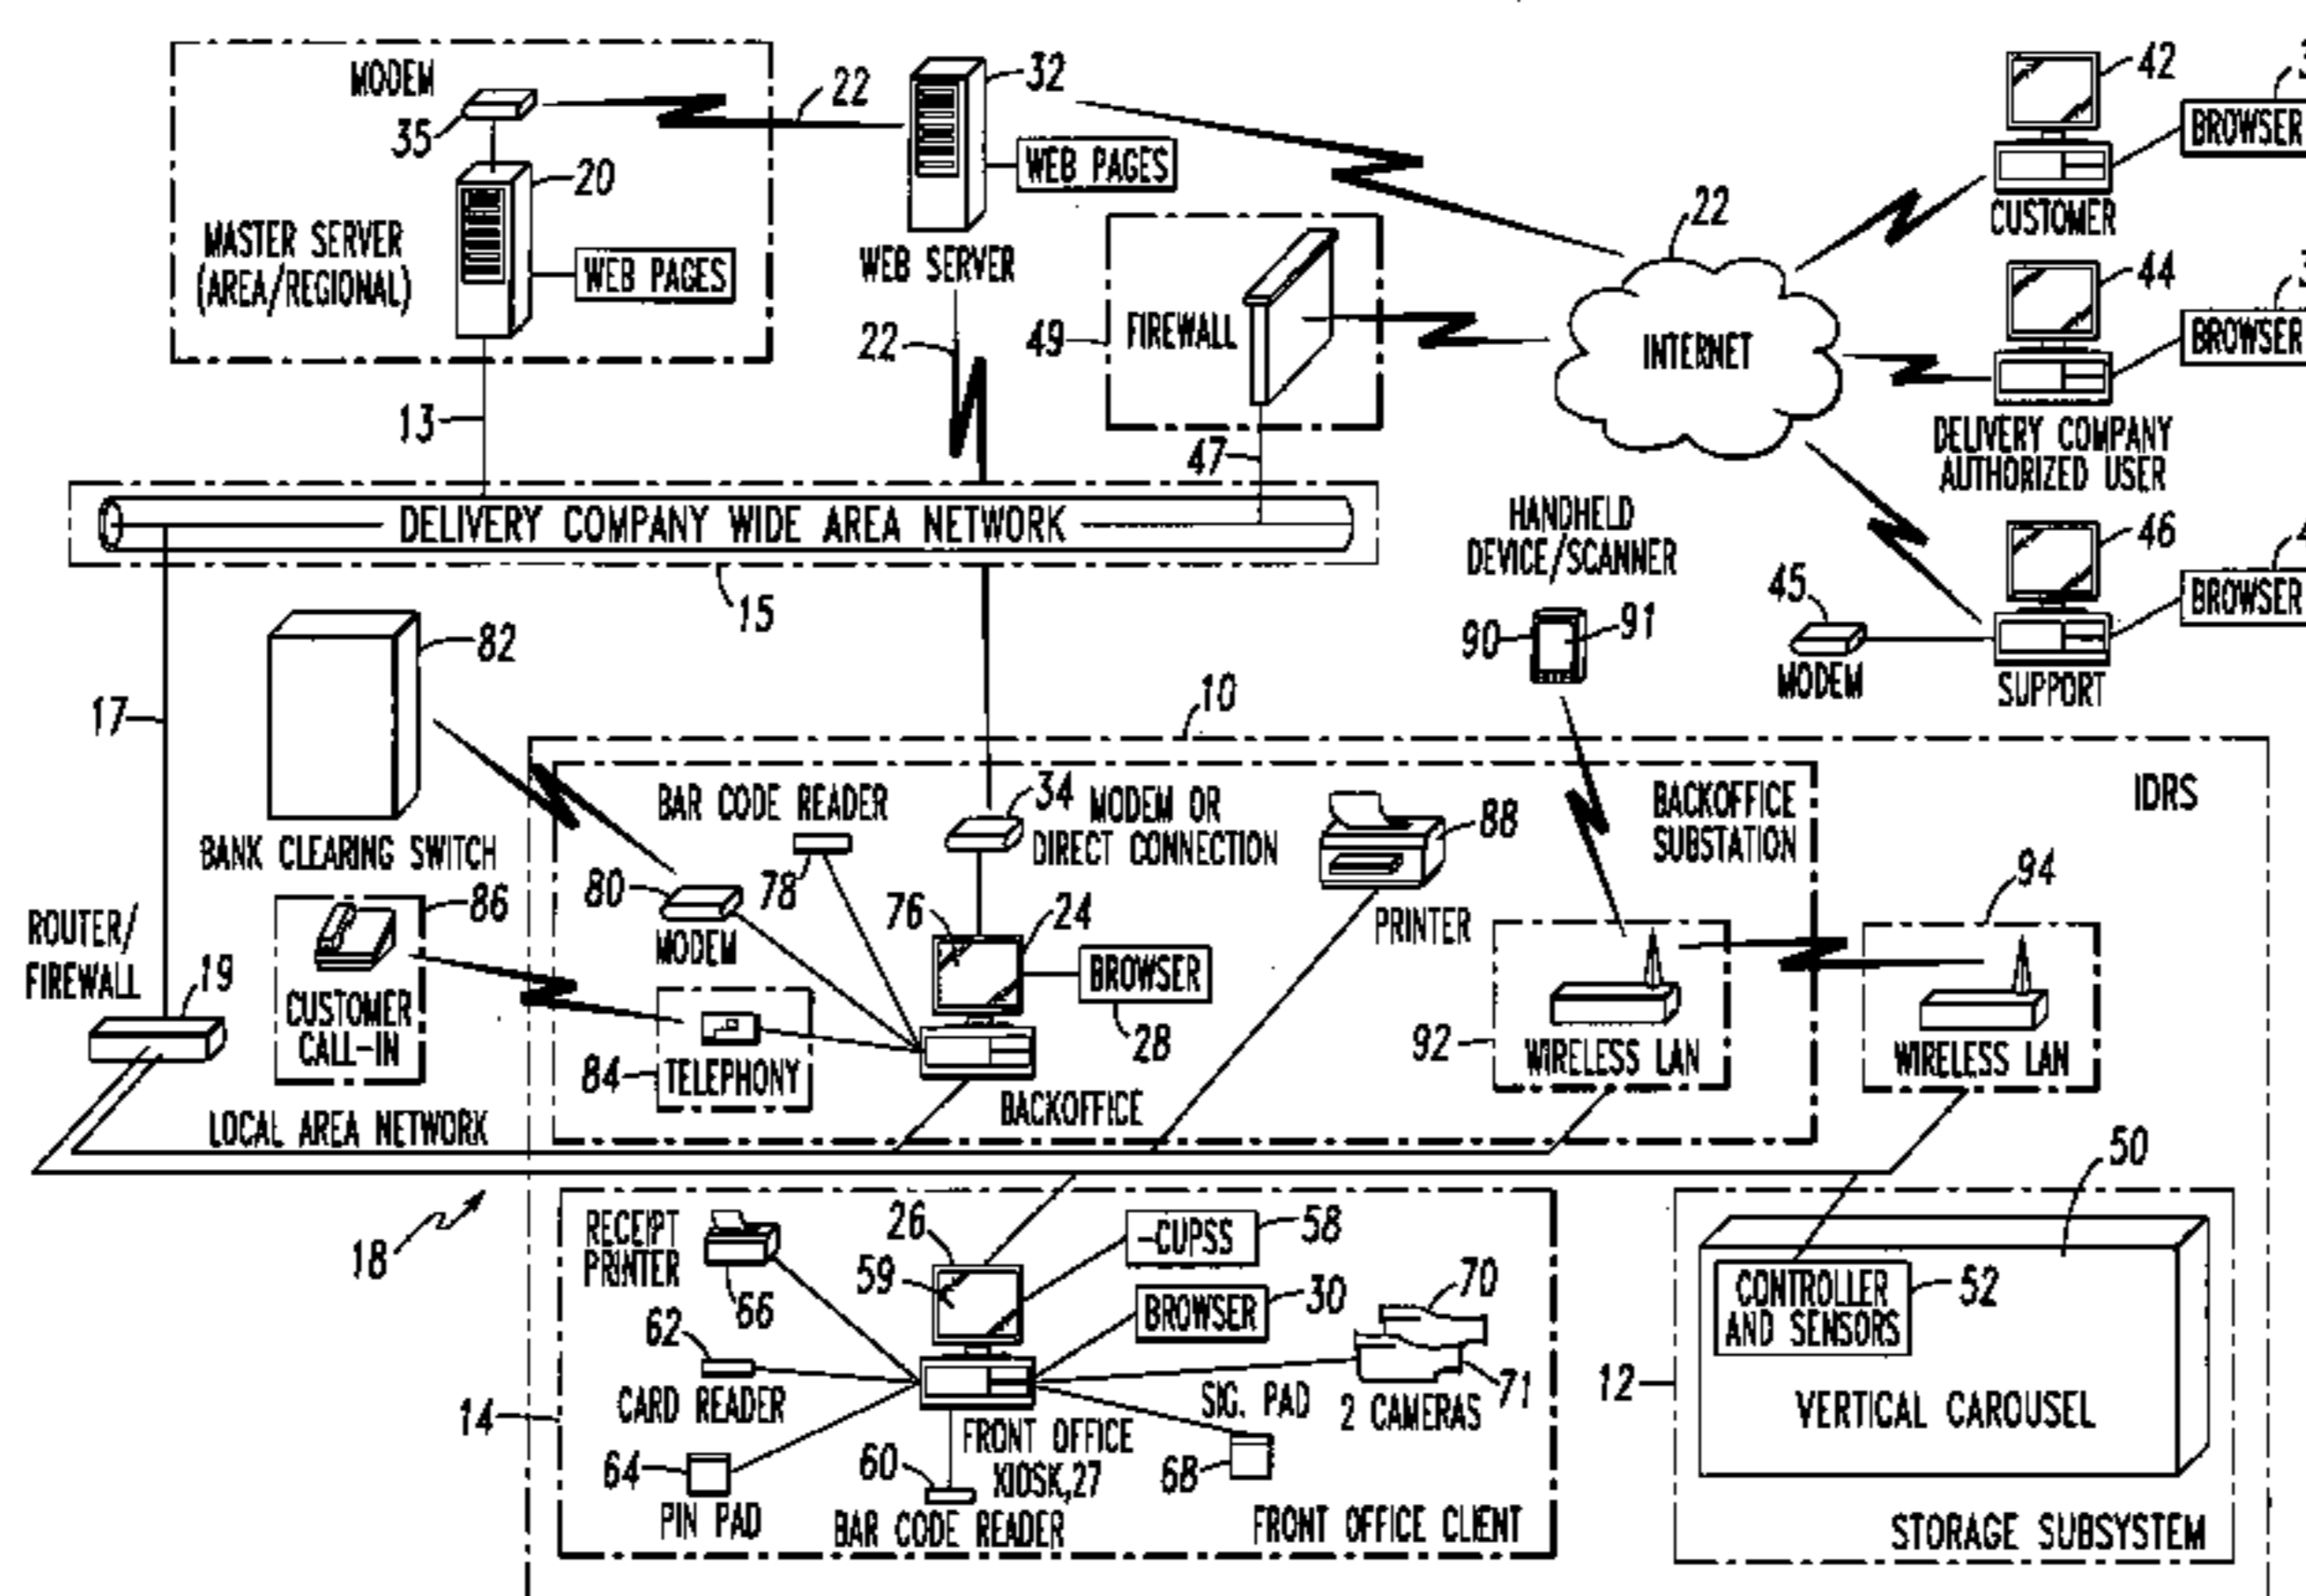 MODEM
35
22
32
20
WEB PAGES
MASTER SERVER
(AREA/REGIONAL)
WEB PAGES
WEB SERVER
22
13
49
FIREWALL
47
22
INTERNET
42
BROWSER
CUSTOMER
44
BROWSER
DELIVERY COMPANY
AUTHORIZED USER
46
BROWSER
45
MODEM
SUPPORT
DELIVERY COMPANY WIDE AREA NETWORK
15
HANDHELD
DEVICE/SCANNER
90
91
82
17
BANK CLEARING SWITCH
10
IDRS
BAR CODE READER
78
34
MODEM OR
DIRECT CONNECTION
88
PRINTER
BACKOFFICE
SUBSTATION
94
ROUTER/
FIREWALL
19
86
CUSTOMER
CALL-IN
80
MODEM
76
24
BROWSER
28
84
TELEPHONY
BACKOFFICE
92
WIRELESS LAN
WIRELESS LAN
LOCAL AREA NETWORK
18
RECEIPT
PRINTER
66
26
59
-CUPSS
58
BROWSER
30
70
71
62
CARD READER
SIG. PAD
2 CAMERAS
14
64
PIN PAD
60
BAR CODE READER
FRONT OFFICE
XIOSK,27
68
FRONT OFFICE CLIENT
50
CONTROLLER
AND SENSORS
52
12
VERTICAL CAROUSEL
STORAGE SUBSYSTEM